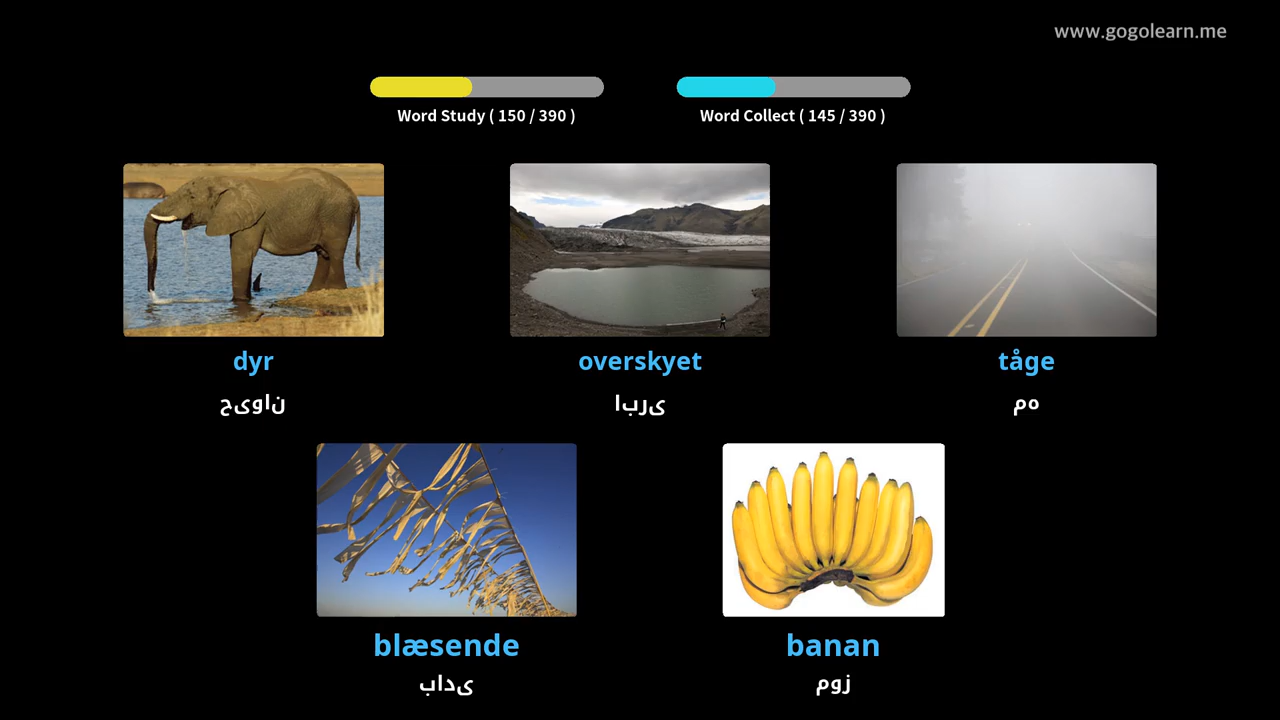 www.gogolearn.me
Word Study ( 150 / 390 )
Word Collect ( 145 / 390 )
dyr
overskyet
tåge
حیوان
ابری
مه
blæsende
banan
بادی
موز